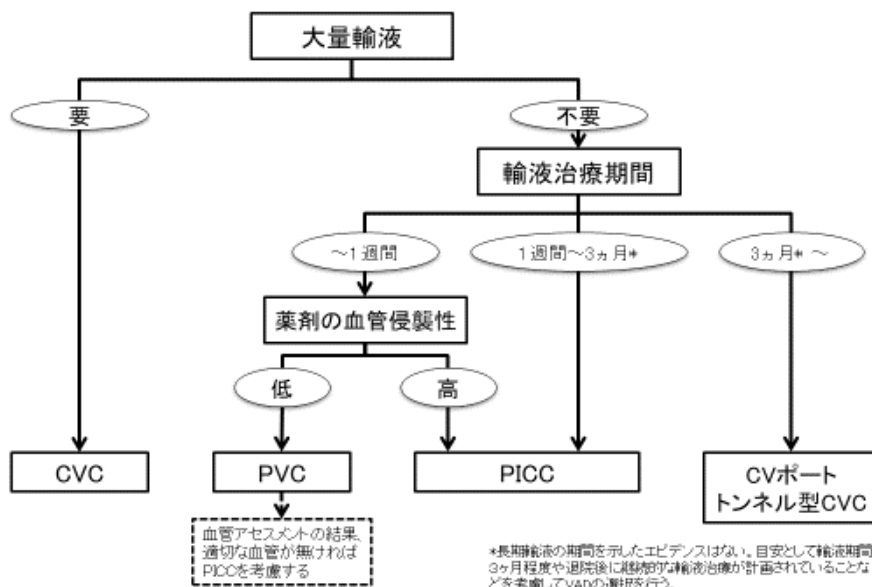 大量輸液
要
不要
輸液治療期間
~1週間
1週間~3ヵ月*
3ヵ月* ~
薬剤の血管侵襲性
低
高
CVC
PVC
PICC
CVポート
トンネル型CVC
血管アセスメントの結果、
適切な血管が無ければ
PICCを考慮する
*長期輸液の期間を示したエビデンスはない。目安として輸液期間
3ヶ月程度や退院後に継続的な輸液治療が計画されていることな
どを考慮してVADの選択を行う。